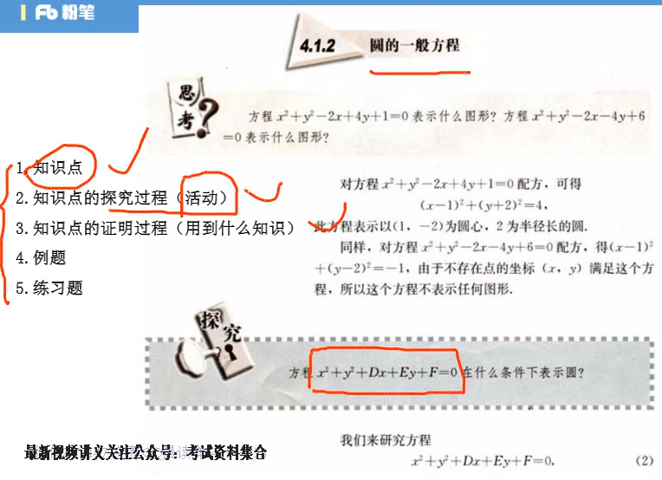 粉笔
4.1.2 圆的一般方程
思考？
方程 x²+y²-2x+4y+1=0 表示什么图形？方程 x²+y²-2x-4y+6
=0 表示什么图形？
1.知识点
2.知识点的探究过程（活动）
3.知识点的证明过程（用到什么知识）
4.例题
5.练习题
对方程 x²+y²-2x+4y+1=0 配方，可得
(x-1)²+(y+2)²=4,
此方程表示以(1，-2)为圆心，2 为半径长的圆.
同样，对方程 x²+y²-2x-4y+6=0 配方，得(x-1)²
+(y-2)²=-1，由于不存在点的坐标（x，y）满足这个方
程，所以这个方程不表示任何图形.
探究
方程 x²+y²+Dx+Ey+F=0 在什么条件下表示圆？
我们来研究方程
x²+y²+Dx+Ey+F=0. (2)
最新视频讲义关注公众号：考试资料集合